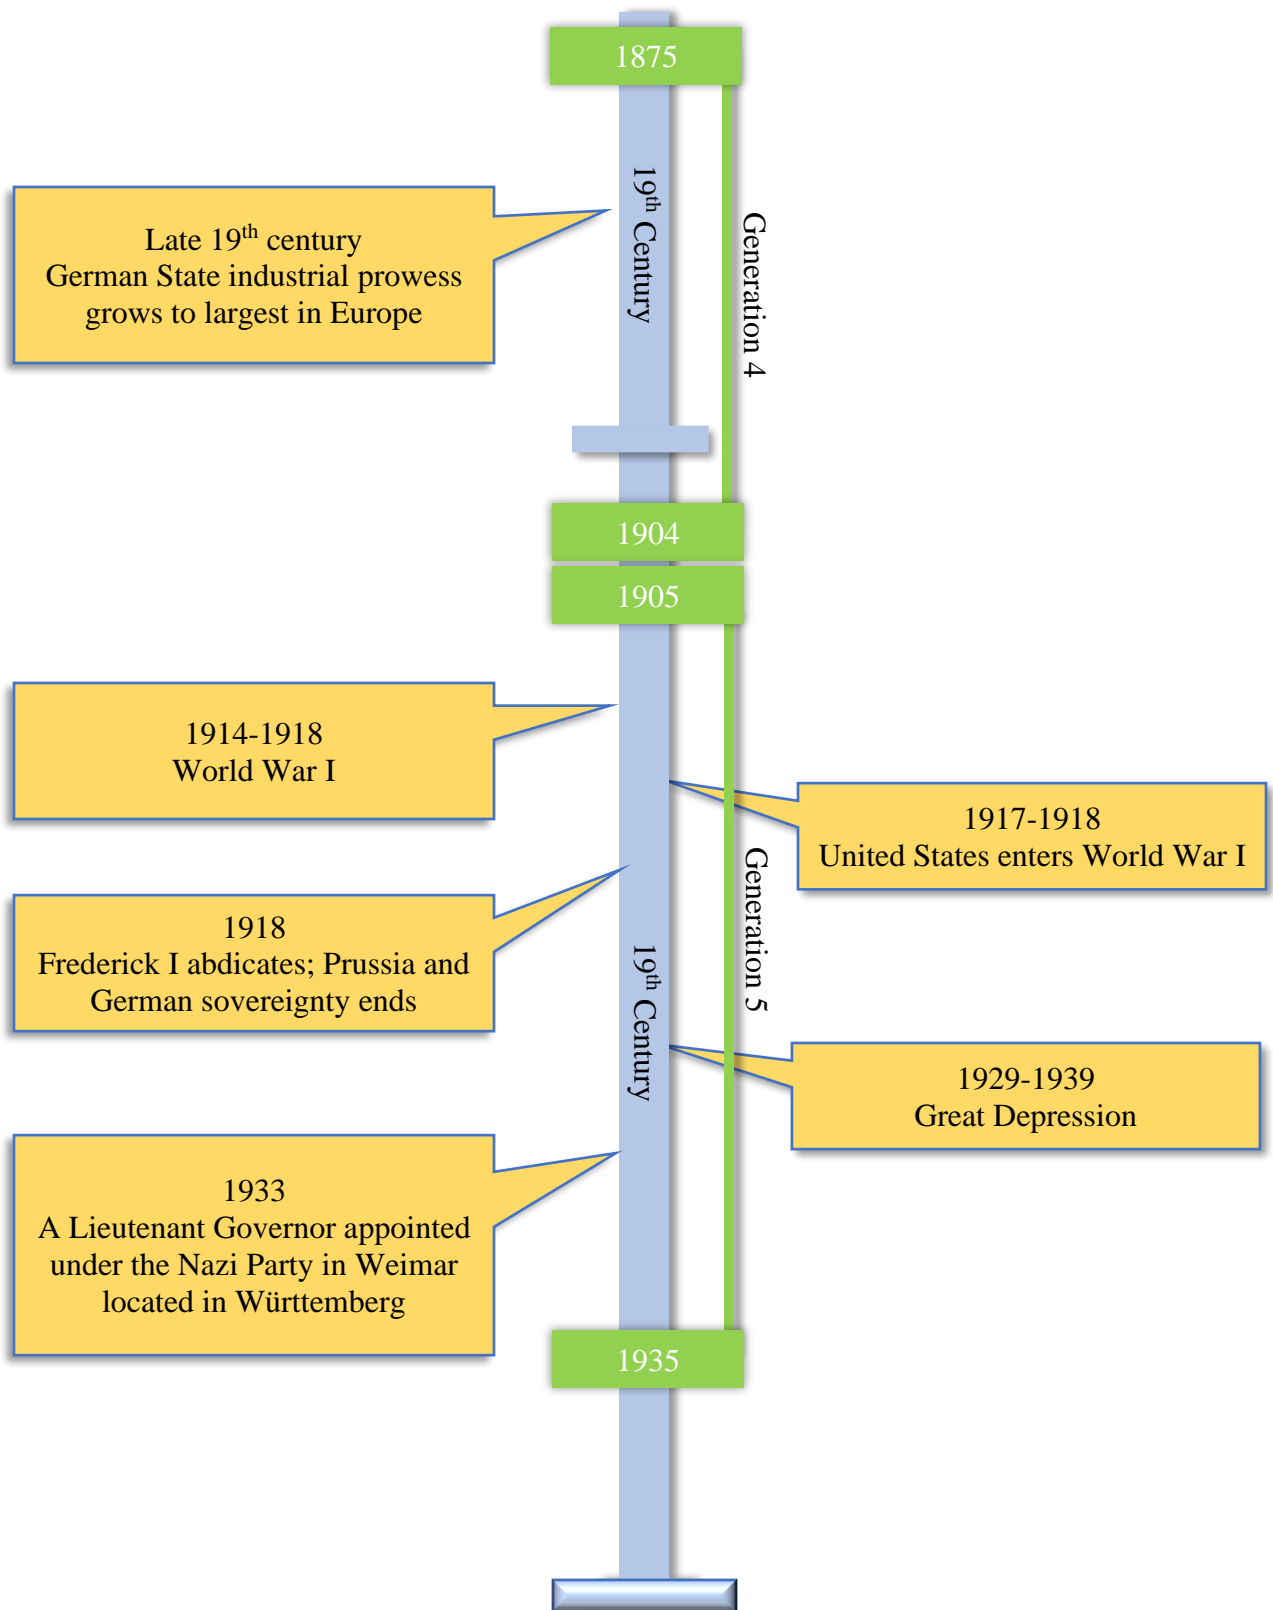 1875
19th Century
Generation 4
Late 19th century
German State industrial prowess
grows to largest in Europe
1904
1905
1914-1918
World War I
1917-1918
United States enters World War I
Generation 5
1918
Frederick I abdicates; Prussia and
German sovereignty ends
19th Century
1929-1939
Great Depression
1933
A Lieutenant Governor appointed
under the Nazi Party in Weimar
located in Württemberg
1935